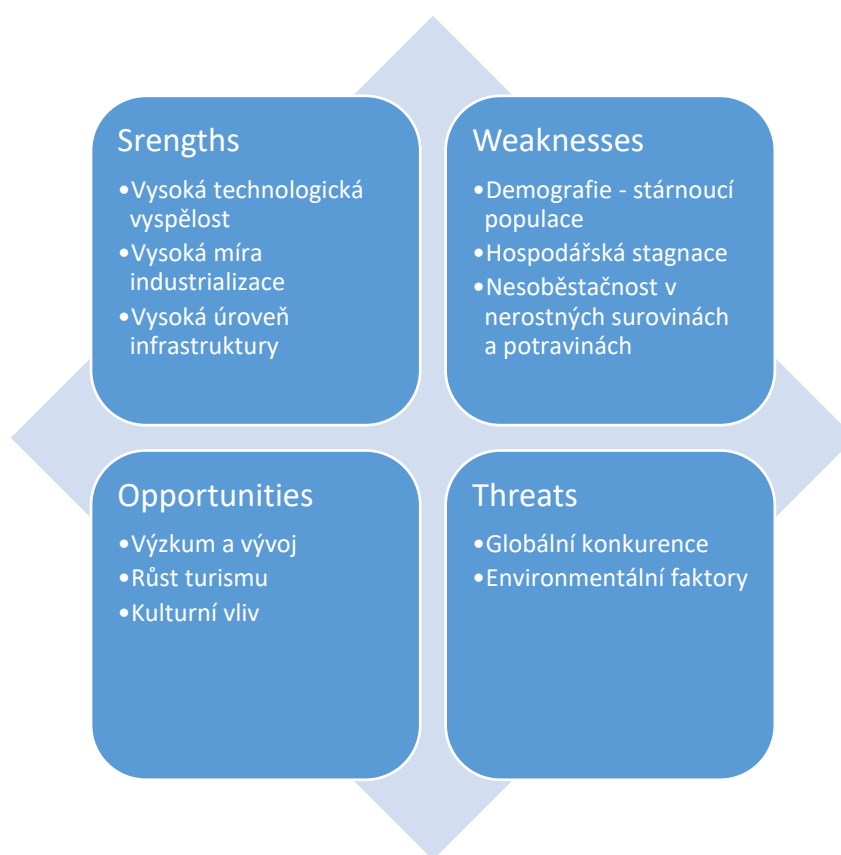 Srengths
•Vysoká technologická
vyspělost
•Vysoká míra
industrializace
•Vysoká úroveň
infrastruktury
Weaknesses
•Demografie - stárnoucí
populace
•Hospodářská stagnace
•Nesoběstačnost v
nerostných surovinách
a potravinách
Opportunities
•Výzkum a vývoj
•Růst turismu
•Kulturní vliv
Threats
•Globální konkurence
•Environmentální faktory